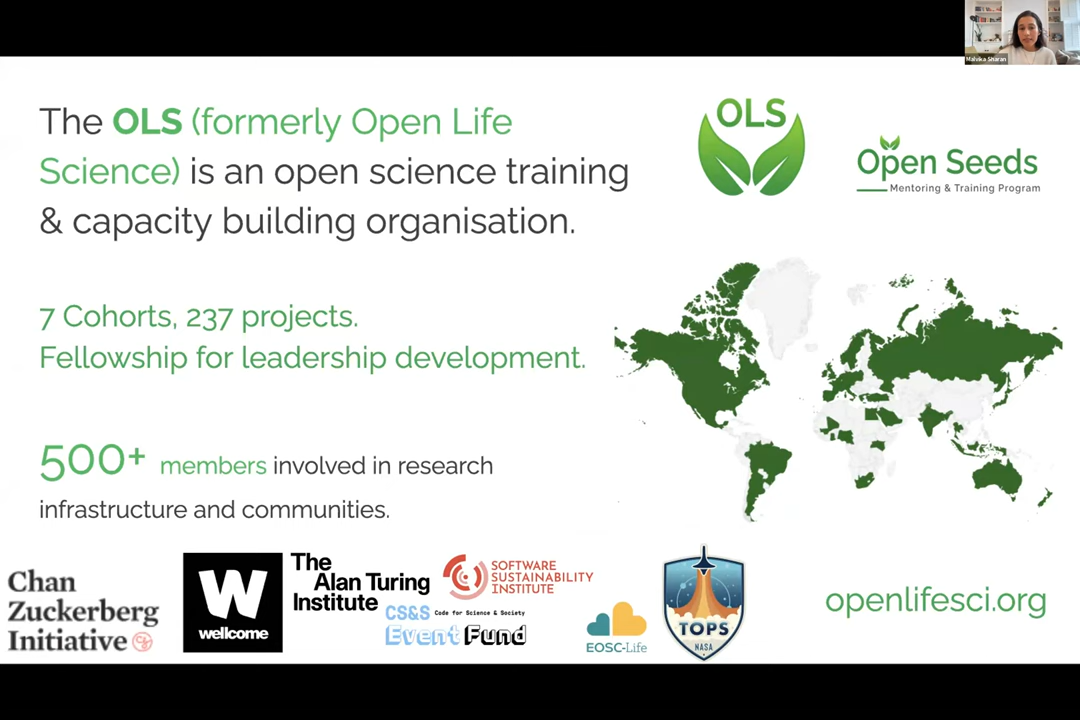 Malvika Sharan
The OLS (formerly Open Life
Science) is an open science training
& capacity building organisation.
OLS
Open Seeds
Mentoring & Training Program
7 Cohorts, 237 projects.
Fellowship for leadership development.
500+ members involved in research
infrastructure and communities.
Chan
Zuckerberg
Initiative
W
wellcome
The
Alan Turing
Institute
SOFTWARE
SUSTAINABILITY
INSTITUTE
CS&S Code for Science & Society
Event Fund
EOSC-Life
TOPS
NASA
openlifesci.org